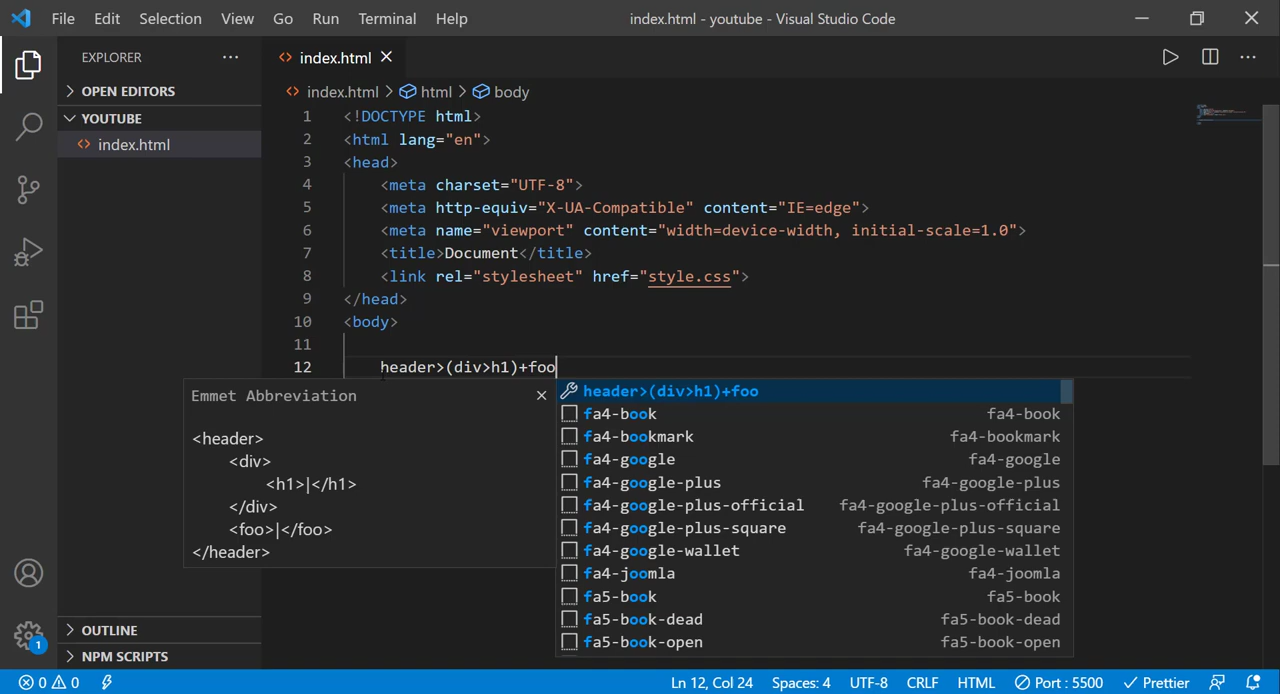 File Edit Selection View Go Run Terminal Help index.html - youtube - Visual Studio Code
EXPLORER
OPEN EDITORS
YOUTUBE
index.html
OUTLINE
NPM SCRIPTS
1
index.html
index.html > html > body
1 <!DOCTYPE html>
2 <html lang="en">
3 <head>
4 <meta charset="UTF-8">
5 <meta http-equiv="X-UA-Compatible" content="IE=edge">
6 <meta name="viewport" content="width=device-width, initial-scale=1.0">
7 <title>Document</title>
8 <link rel="stylesheet" href="style.css">
9 </head>
10 <body>
11
12 header>(div>h1)+foo
Emmet Abbreviation
<header>
<div>
<h1>|</h1>
</div>
<foo>|</foo>
</header>
header>(div>h1)+foo
fa4-book fa4-book
fa4-bookmark fa4-bookmark
fa4-google fa4-google
fa4-google-plus fa4-google-plus
fa4-google-plus-official fa4-google-plus-official
fa4-google-plus-square fa4-google-plus-square
fa4-google-wallet fa4-google-wallet
fa4-joomla fa4-joomla
fa5-book fa5-book
fa5-book-dead fa5-book-dead
fa5-book-open fa5-book-open
0 0 Ln 12, Col 24 Spaces: 4 UTF-8 CRLF HTML Port : 5500 Prettier